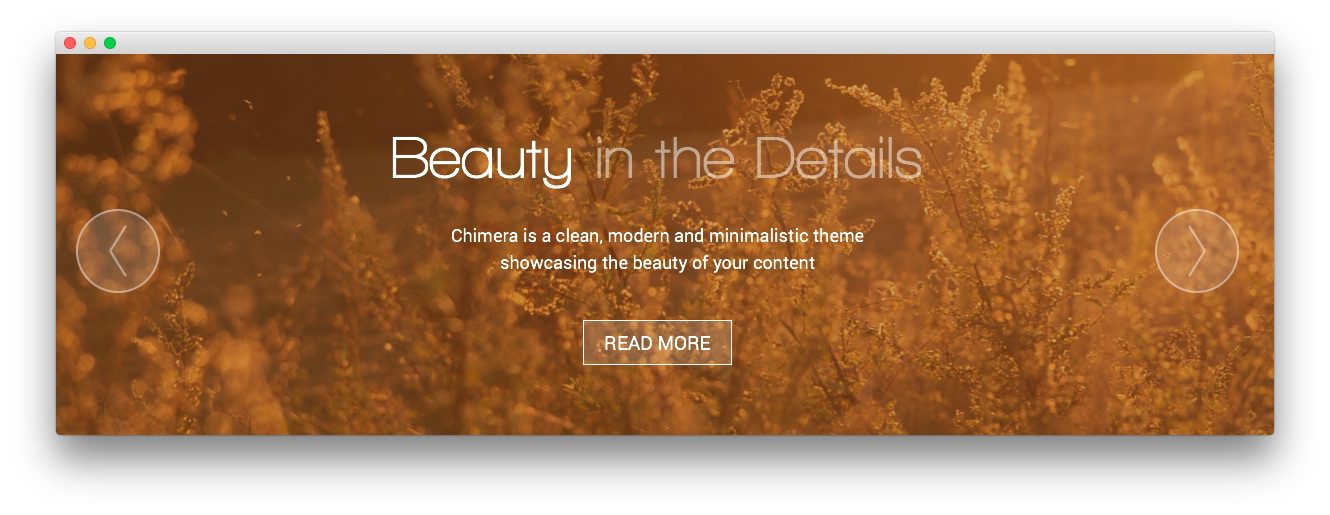 Beauty in the Details
Chimera is a clean, modern and minimalistic theme
showcasing the beauty of your content
READ MORE